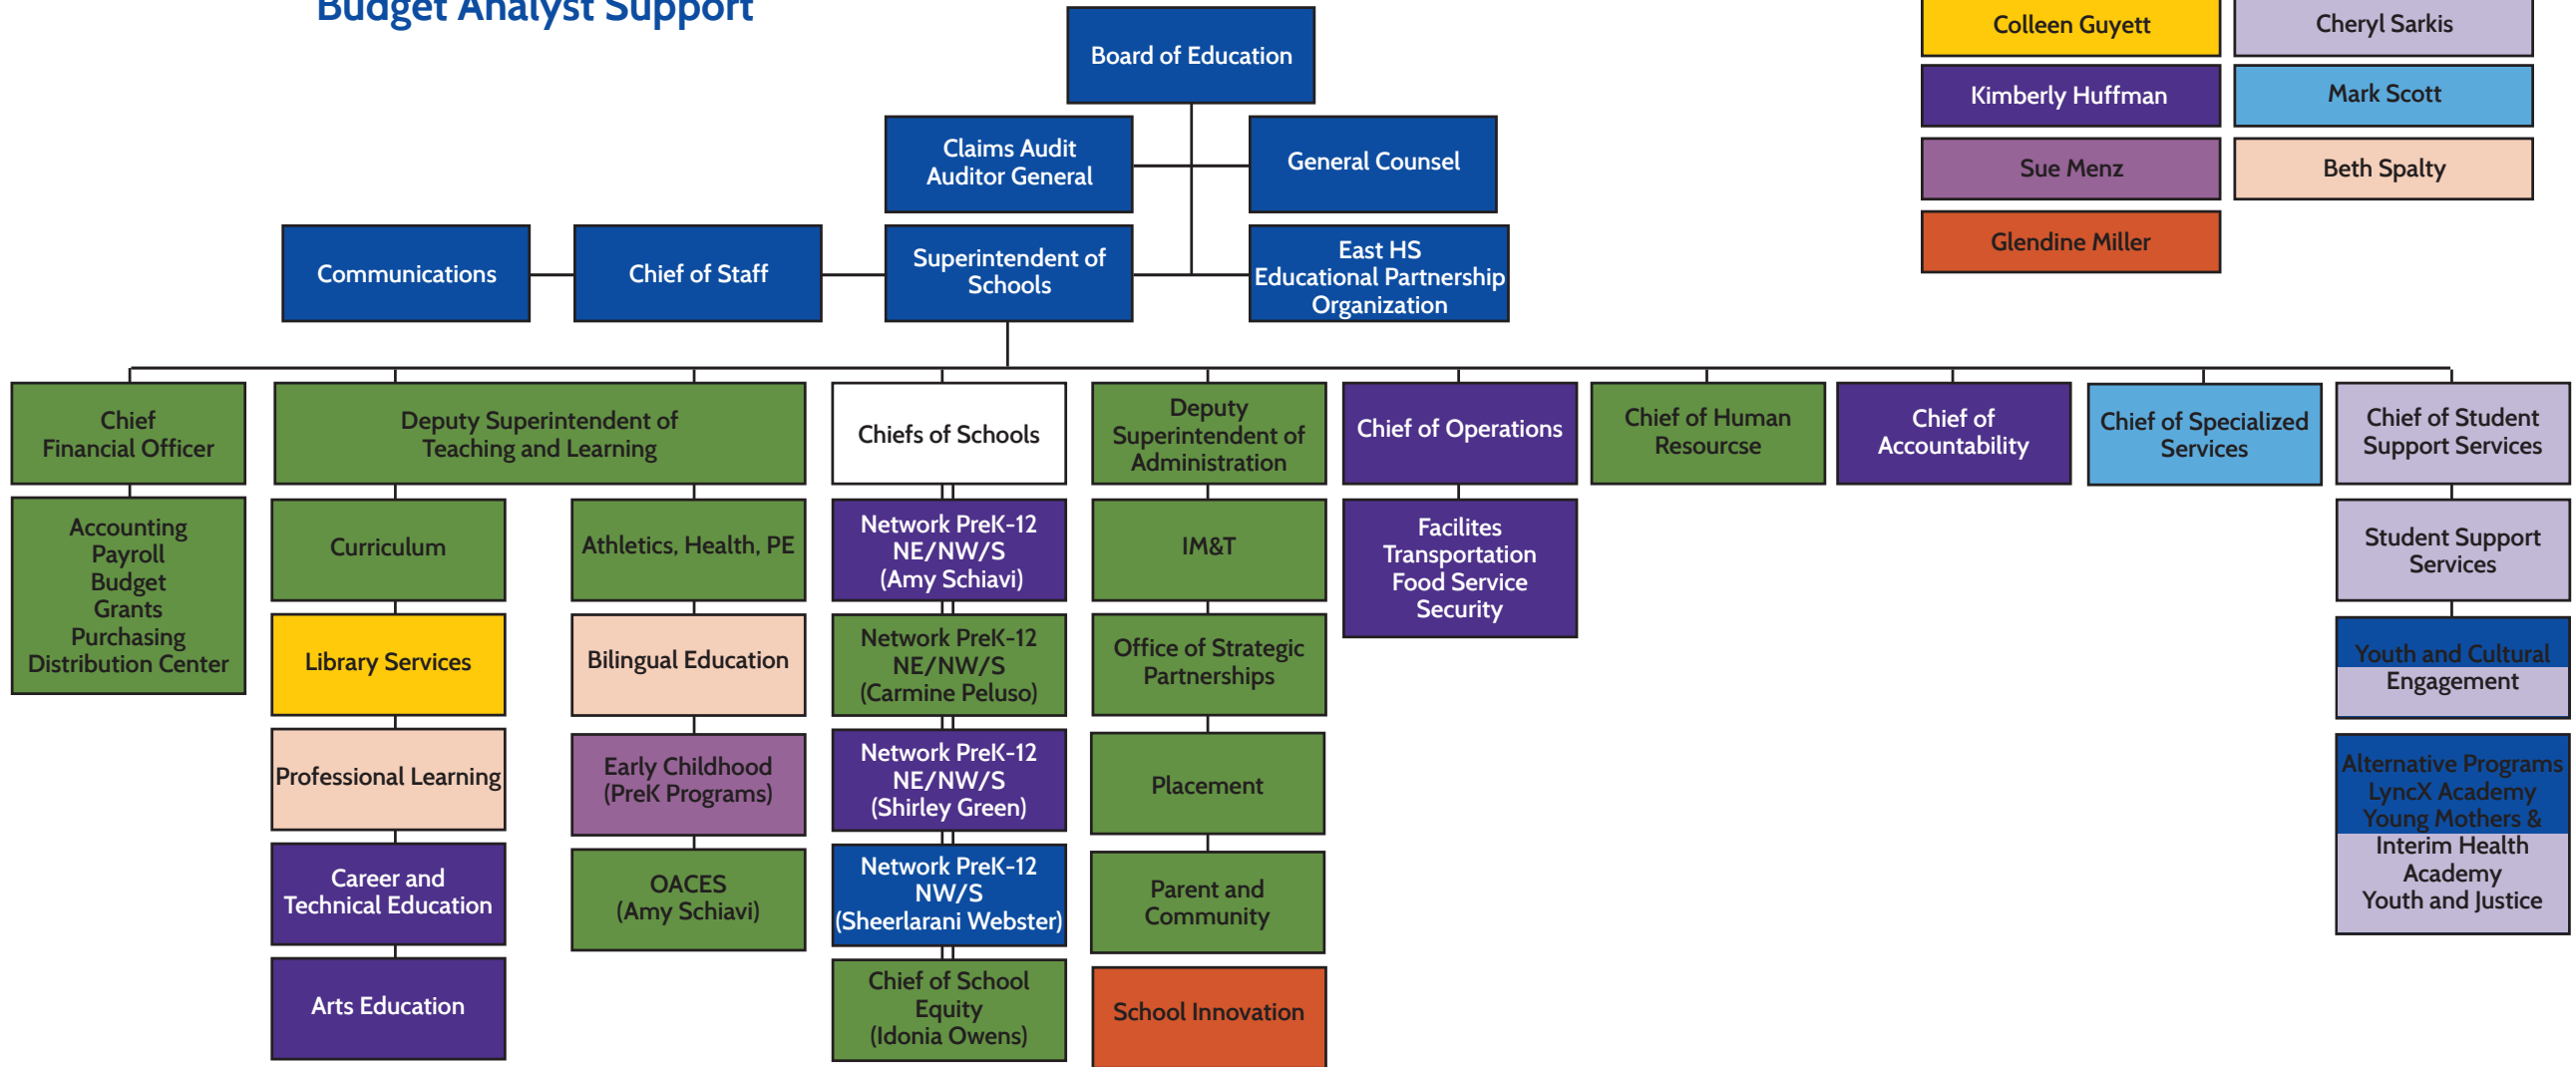 Budget Analyst Support
Colleen Guyett
Cheryl Sarkis
Kimberly Huffman
Mark Scott
Sue Menz
Beth Spalty
Glendine Miller
Board of Education
Claims Audit
Auditor General
General Counsel
Communications
Chief of Staff
Superintendent of
Schools
East HS
Educational Partnership
Organization
Chief
Financial Officer
Accounting
Payroll
Budget
Grants
Purchasing
Distribution Center
Deputy Superintendent of
Teaching and Learning
Curriculum
Library Services
Professional Learning
Career and
Technical Education
Arts Education
Athletics, Health, PE
Bilingual Education
Early Childhood
(PreK Programs)
OACES
(Amy Schiavi)
Chiefs of Schools
Network PreK-12
NE/NW/S
(Amy Schiavi)
Network PreK-12
NE/NW/S
(Carmine Peluso)
Network PreK-12
NE/NW/S
(Shirley Green)
Network PreK-12
NW/S
(Sheerlarani Webster)
Chief of School
Equity
(Idonia Owens)
Deputy
Superintendent of
Administration
IM&T
Office of Strategic
Partnerships
Placement
Parent and
Community
School Innovation
Chief of Operations
Facilites
Transportation
Food Service
Security
Chief of Human
Resourcse
Chief of
Accountability
Chief of Specialized
Services
Chief of Student
Support Services
Student Support
Services
Youth and Cultural
Engagement
Alternative Programs
LyncX Academy
Young Mothers &
Interim Health
Academy
Youth and Justice